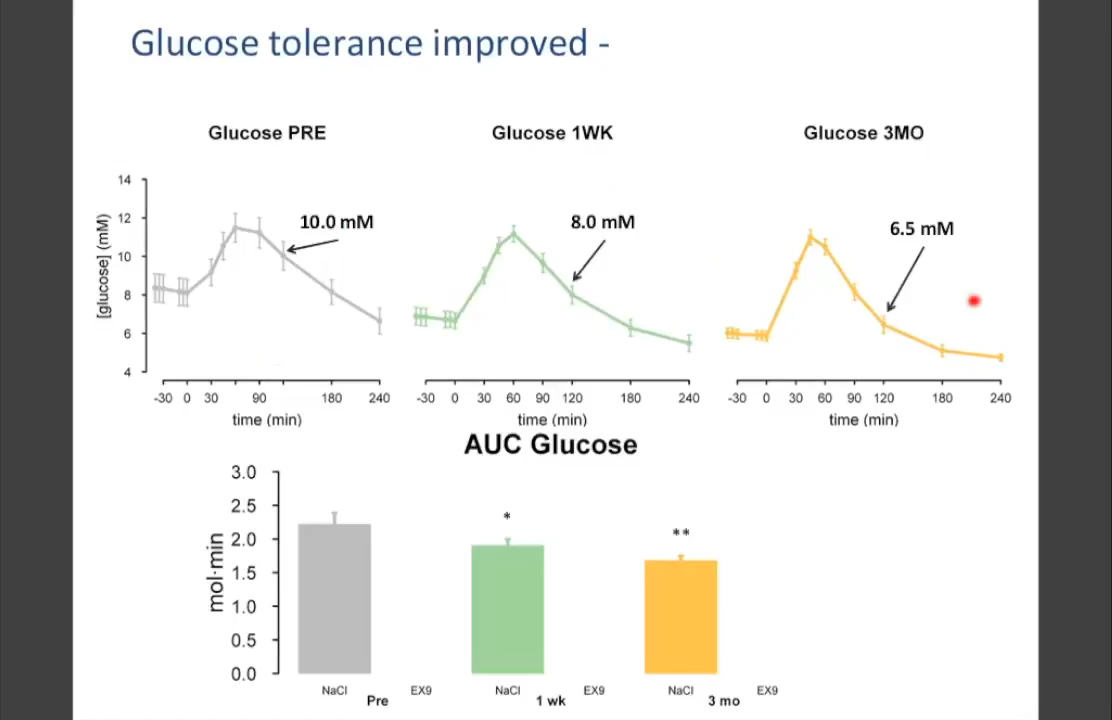 Glucose tolerance improved -
Glucose PRE
Glucose 1WK
Glucose 3MO
14
12
10
8
6
4
[glucose] (mM)
10.0 mM
8.0 mM
6.5 mM
-30 0 30 90 180 240
-30 0 30 60 90 120 180 240
-30 0 30 60 90 120 180 240
time (min)
time (min)
time (min)
AUC Glucose
3.0
2.5
2.0
1.5
1.0
0.5
0.0
mol·min
*
**
NaCl EX9 NaCl EX9 NaCl EX9
Pre 1 wk 3 mo